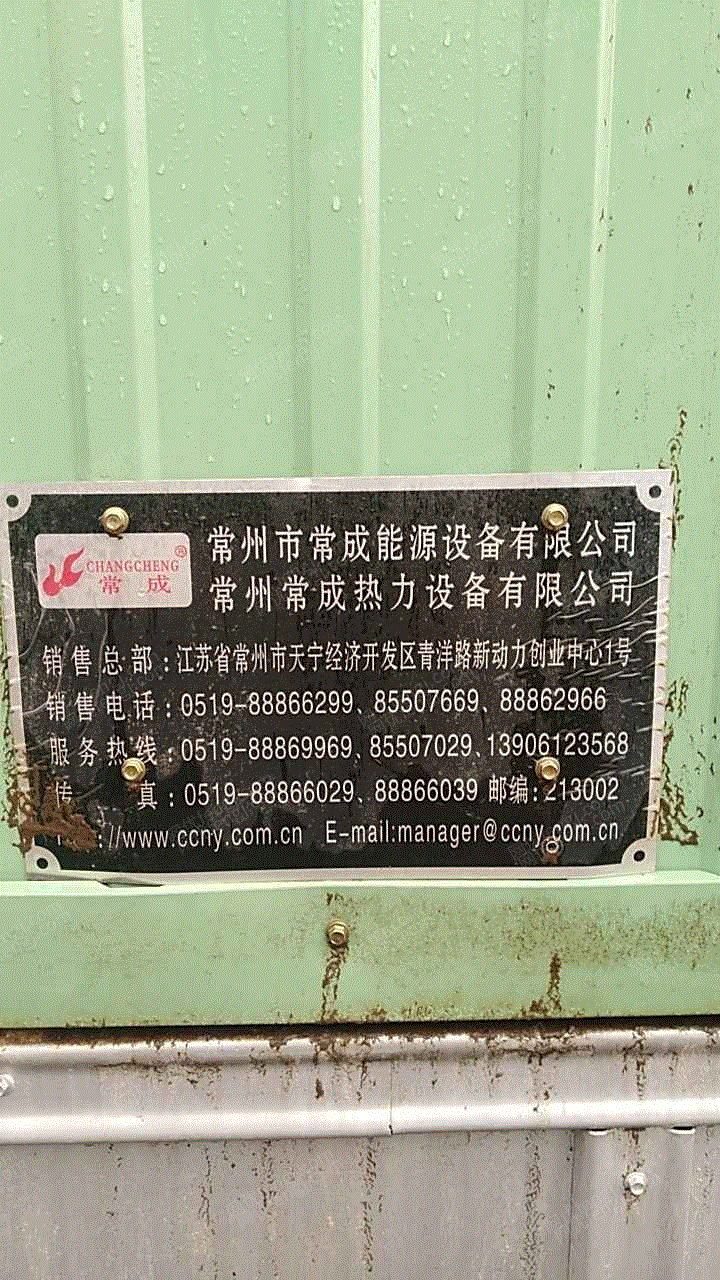 CHANGCHENG®
常成
常州市常成能源设备有限公司
常州常成热力设备有限公司
销售总部：江苏省常州市天宁经济开发区青洋路新动力创业中心1号
销售电话：0519-88866299、85507669、88862966
服务热线：0519-88869969、85507029、13906123568
传真：0519-88866029、88866039 邮编：213002
//www.ccny.com.cn E-mail:manager@ccny.com.cn